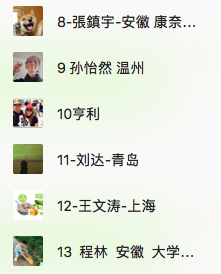 8-張鎮宇-安徽 康奈...
9 孙怡然 温州
10亨利
11-刘达-青岛
12-王文涛-上海
13 程林 安徽 大学...